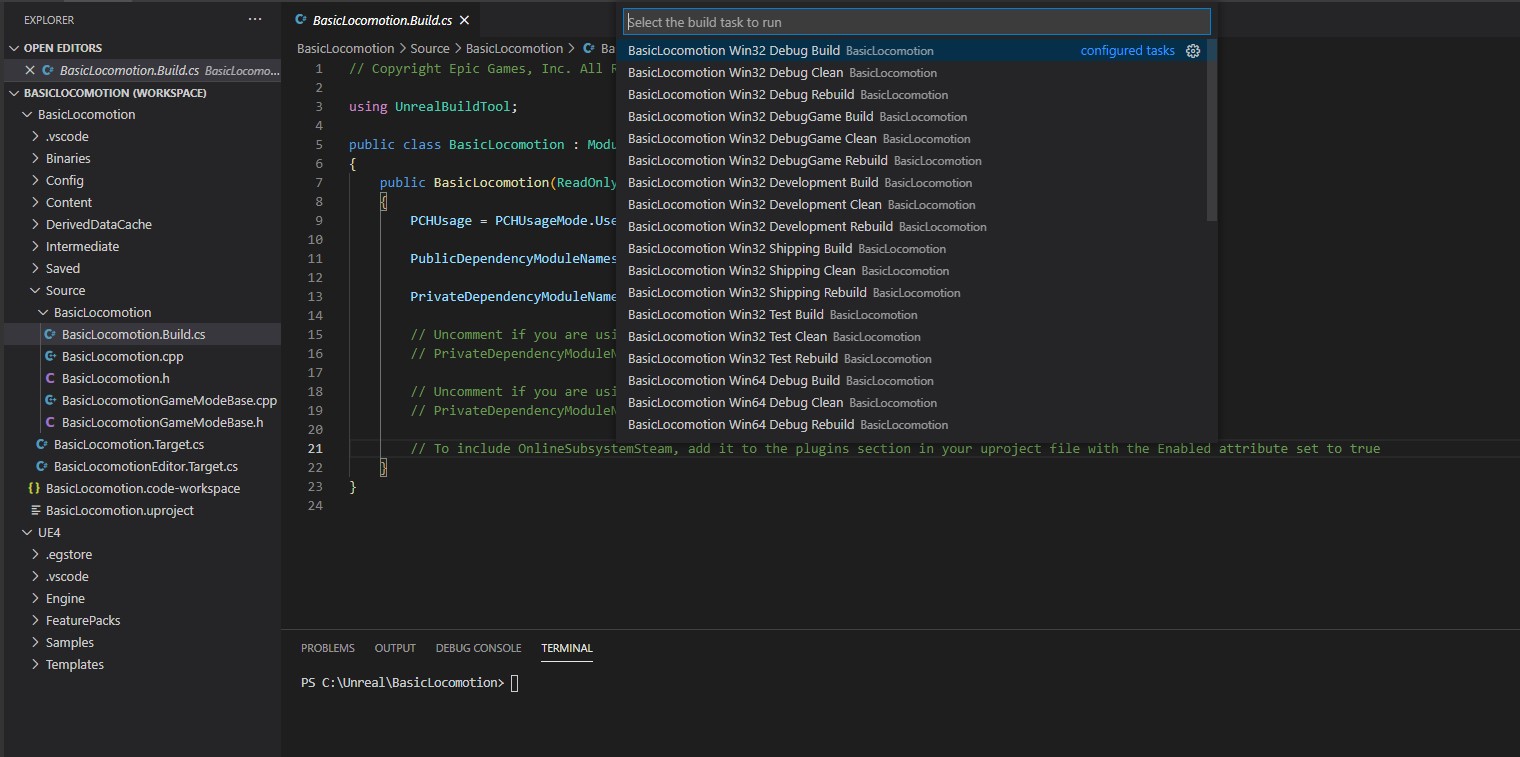 EXPLORER
OPEN EDITORS
BasicLocomotion.Build.cs BasicLocomo...
BASICLOCOMOTION (WORKSPACE)
BasicLocomotion
.vscode
Binaries
Config
Content
DerivedDataCache
Intermediate
Saved
Source
BasicLocomotion
BasicLocomotion.Build.cs
BasicLocomotion.cpp
BasicLocomotion.h
BasicLocomotionGameModeBase.cpp
BasicLocomotionGameModeBase.h
BasicLocomotion.Target.cs
BasicLocomotionEditor.Target.cs
BasicLocomotion.code-workspace
BasicLocomotion.uproject
UE4
.egstore
.vscode
Engine
FeaturePacks
Samples
Templates
BasicLocomotion.Build.cs
BasicLocomotion > Source > BasicLocomotion > Ba
1 // Copyright Epic Games, Inc. All R
2
3 using UnrealBuildTool;
4
5 public class BasicLocomotion : Modu
6 {
7 public BasicLocomotion(ReadOnly
8 {
9 PCHUsage = PCHUsageMode.Use
10
11 PublicDependencyModuleNames
12
13 PrivateDependencyModuleName
14
15 // Uncomment if you are usi
16 // PrivateDependencyModuleN
17
18 // Uncomment if you are usi
19 // PrivateDependencyModuleN
20
21 // To include OnlineSubsystemSteam, add it to the plugins section in your uproject file with the Enabled attribute set to true
22 }
23 }
24
Select the build task to run
BasicLocomotion Win32 Debug Build BasicLocomotion configured tasks
BasicLocomotion Win32 Debug Clean BasicLocomotion
BasicLocomotion Win32 Debug Rebuild BasicLocomotion
BasicLocomotion Win32 DebugGame Build BasicLocomotion
BasicLocomotion Win32 DebugGame Clean BasicLocomotion
BasicLocomotion Win32 DebugGame Rebuild BasicLocomotion
BasicLocomotion Win32 Development Build BasicLocomotion
BasicLocomotion Win32 Development Clean BasicLocomotion
BasicLocomotion Win32 Development Rebuild BasicLocomotion
BasicLocomotion Win32 Shipping Build BasicLocomotion
BasicLocomotion Win32 Shipping Clean BasicLocomotion
BasicLocomotion Win32 Shipping Rebuild BasicLocomotion
BasicLocomotion Win32 Test Build BasicLocomotion
BasicLocomotion Win32 Test Clean BasicLocomotion
BasicLocomotion Win32 Test Rebuild BasicLocomotion
BasicLocomotion Win64 Debug Build BasicLocomotion
BasicLocomotion Win64 Debug Clean BasicLocomotion
BasicLocomotion Win64 Debug Rebuild BasicLocomotion
PROBLEMS OUTPUT DEBUG CONSOLE TERMINAL
PS C:\Unreal\BasicLocomotion>